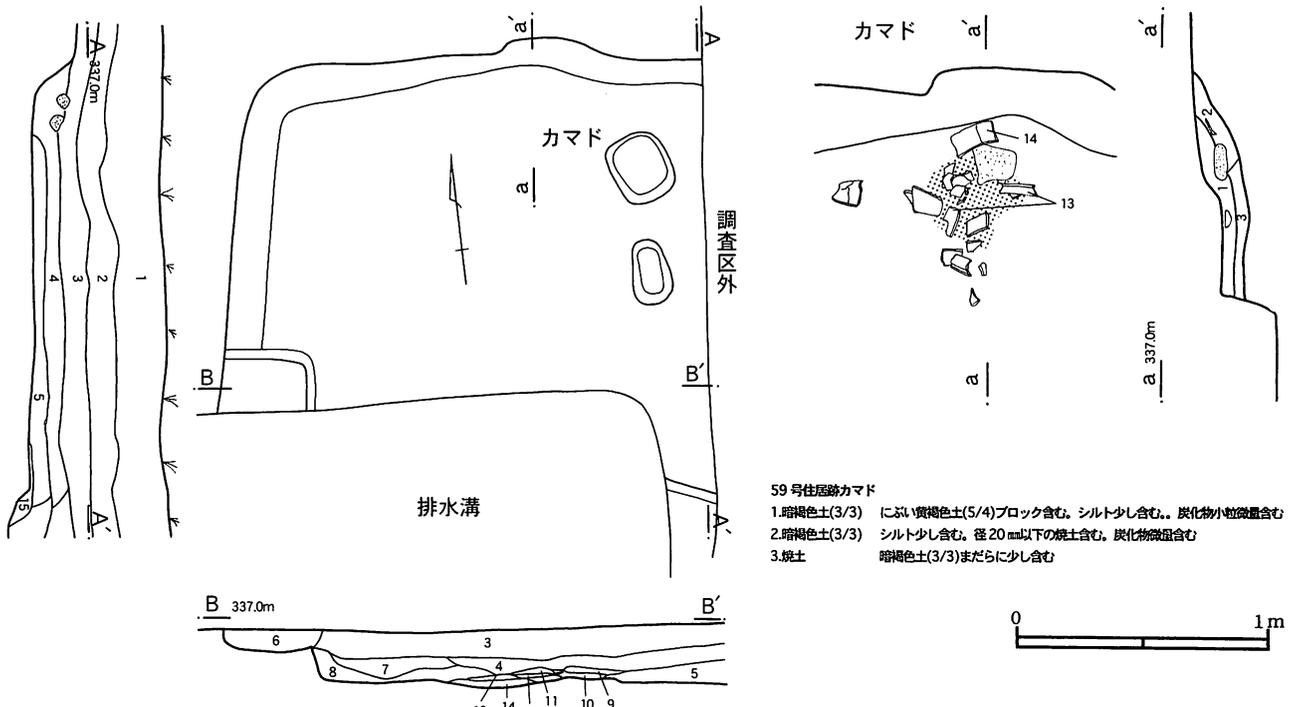 A
337.0m
1
2
3
4
5
15
A′
a′
A
カマド
a
調査区外
B
B′
排水溝
A′
B 337.0m B′
6
3
8
7
4
5
14
11
10
9
カマド
a′
14
13
a
a′
2
1
3
a 337.0m
59号住居跡カマド
1.暗褐色土(3/3) にぶい黄褐色土(5/4)ブロック含む。シルト少し含む。。炭化物小粒微量含む
2.暗褐色土(3/3) シルト少し含む。径20㎜以下の焼土含む。炭化物微量含む
3.焼土 暗褐色土(3/3)まだらに少し含む
0 1m